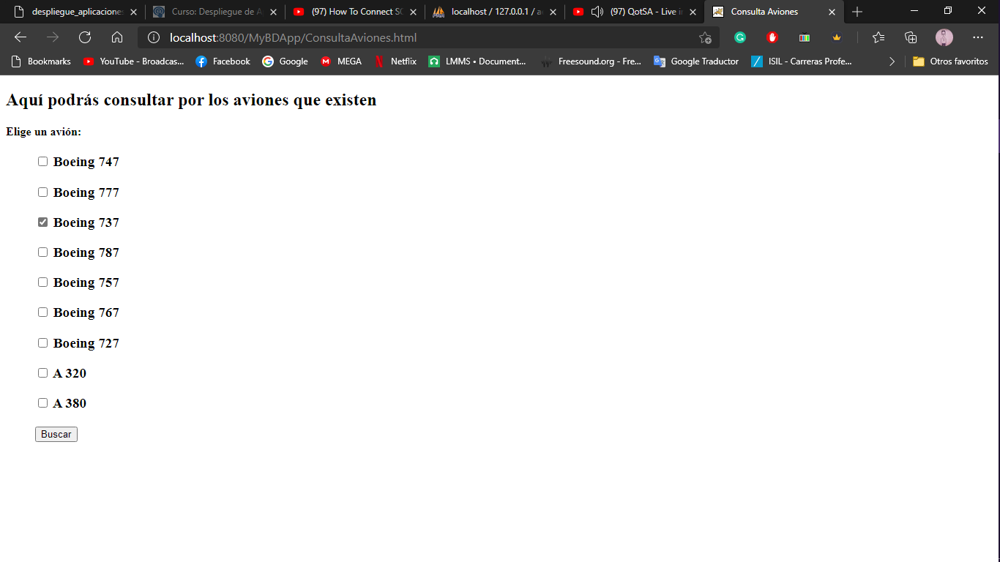 despliegue_aplicaciones
Curso: Despliegue de A
(97) How To Connect SC
localhost / 127.0.0.1 / a
(97) QotSA - Live i
Consulta Aviones
localhost:8080/MyBDApp/ConsultaAviones.html
Bookmarks
YouTube - Broadcas...
Facebook
Google
MEGA
Netflix
LMMS • Document...
Freesound.org - Fre...
Google Traductor
ISIL - Carreras Profe...
Otros favoritos
Aquí podrás consultar por los aviones que existen
Elige un avión:
Boeing 747
Boeing 777
Boeing 737
Boeing 787
Boeing 757
Boeing 767
Boeing 727
A 320
A 380
Buscar